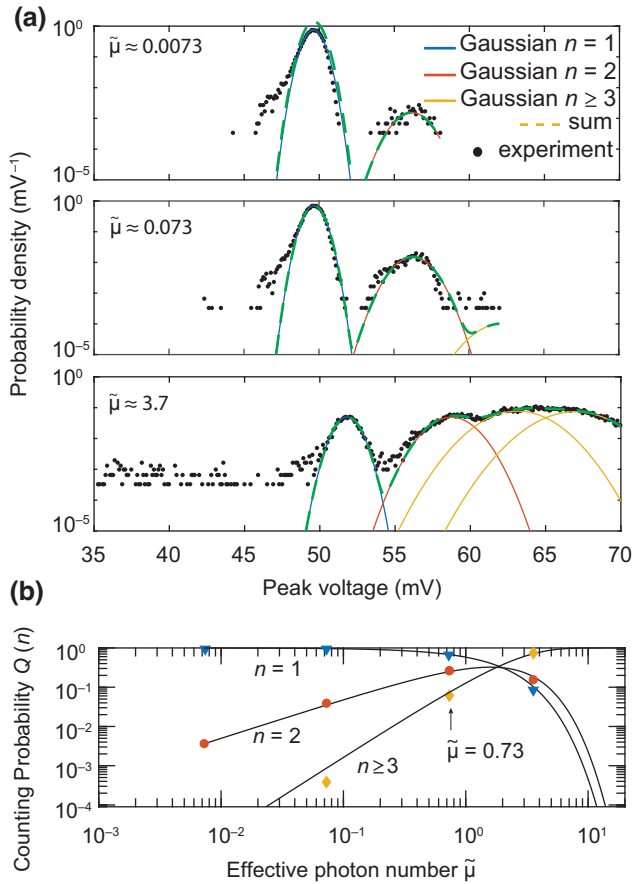 (a)
10⁰
μ̃ ≈ 0.0073
Gaussian n = 1
Gaussian n = 2
Gaussian n ≥ 3
sum
experiment
10⁻⁵
10⁰
μ̃ ≈ 0.073
Probability density (mV⁻¹)
10⁻⁵
10⁰
μ̃ ≈ 3.7
10⁻⁵
35 40 45 50 55 60 65 70
Peak voltage (mV)
(b)
Counting Probability Q (n)
10⁰
10⁻¹
10⁻²
10⁻³
10⁻⁴
n = 1
n = 2
n ≥ 3
μ̃ = 0.73
10⁻³ 10⁻² 10⁻¹ 10⁰ 10¹
Effective photon number μ̃